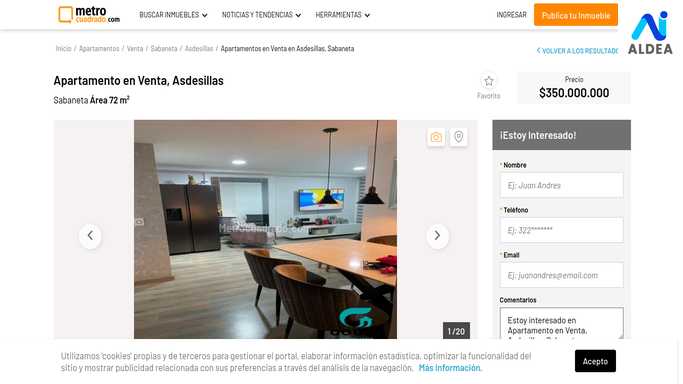 metro
cuadrado.com
BUSCAR INMUEBLES
NOTICIAS Y TENDENCIAS
HERRAMIENTAS
INGRESAR
Publica tu Inmueble
ALDEA
Inicio / Apartamentos / Venta / Sabaneta / Asdesillas / Apartamentos en Venta en Asdesillas, Sabaneta
VOLVER A LOS RESULTAD
Apartamento en Venta, Asdesillas
Sabaneta Área 72 m²
Favorito
Precio
$350.000.000
Metrocuadrado.com
1 / 20
¡Estoy Interesado!
* Nombre
Ej: Juan Andres
* Teléfono
Ej: 322*******
* Email
Ej: juanandres@email.com
Comentarios
Estoy interesado en
Apartamento en Venta,
Utilizamos 'cookies' propias y de terceros para gestionar el portal, elaborar información estadística, optimizar la funcionalidad del
sitio y mostrar publicidad relacionada con sus preferencias a través del análisis de la navegación. Más información.
Acepto